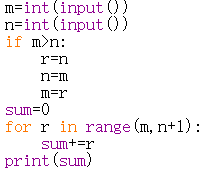 m=int(input())
n=int(input())
if m>n:
    r=n
    n=m
    m=r
sum=0
for r in range(m,n+1):
    sum+=r
print(sum)